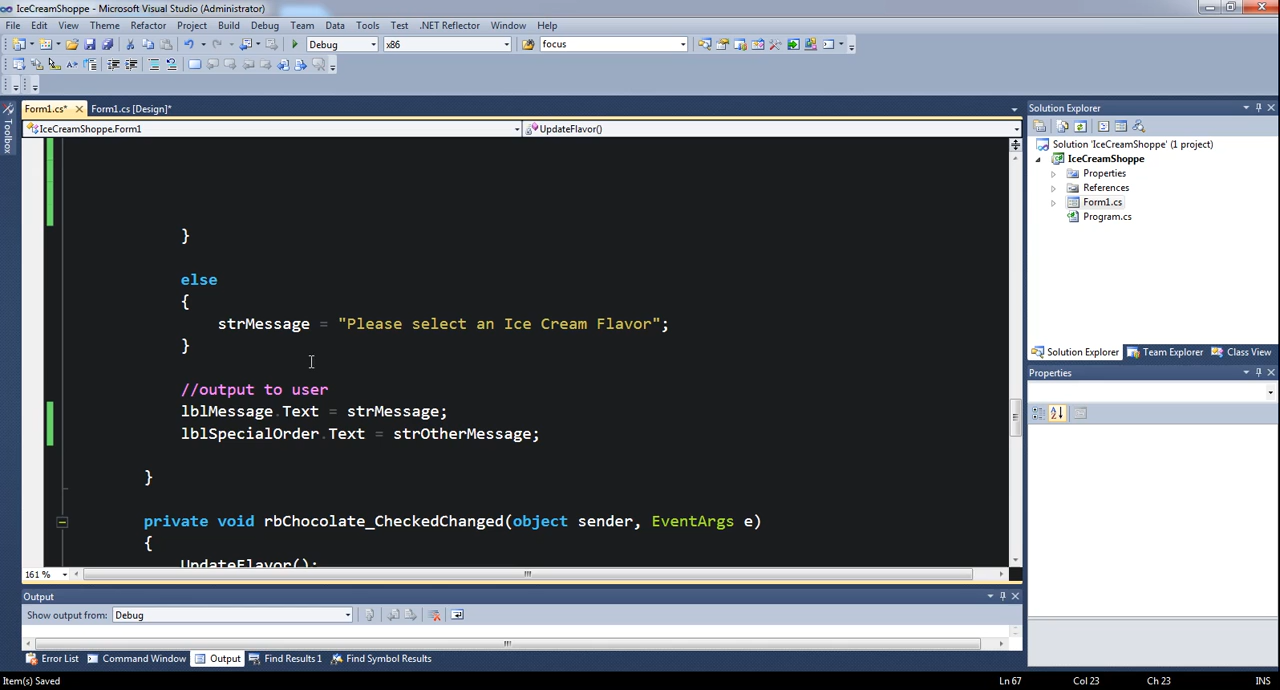 IceCreamShoppe - Microsoft Visual Studio (Administrator)
File Edit View Theme Refactor Project Build Debug Team Data Tools Test .NET Reflector Window Help
Debug x86 focus
Form1.cs* Form1.cs [Design]*
IceCreamShoppe.Form1 UpdateFlavor()
Toolbox
}
else
{
strMessage = "Please select an Ice Cream Flavor";
}
//output to user
lblMessage.Text = strMessage;
lblSpecialOrder.Text = strOtherMessage;
}
private void rbChocolate_CheckedChanged(object sender, EventArgs e)
{
UpdateFlavor();
161 %
Solution Explorer
Solution 'IceCreamShoppe' (1 project)
IceCreamShoppe
Properties
References
Form1.cs
Program.cs
Solution Explorer Team Explorer Class View
Properties
Output
Show output from: Debug
Error List Command Window Output Find Results 1 Find Symbol Results
Item(s) Saved Ln 67 Col 23 Ch 23 INS